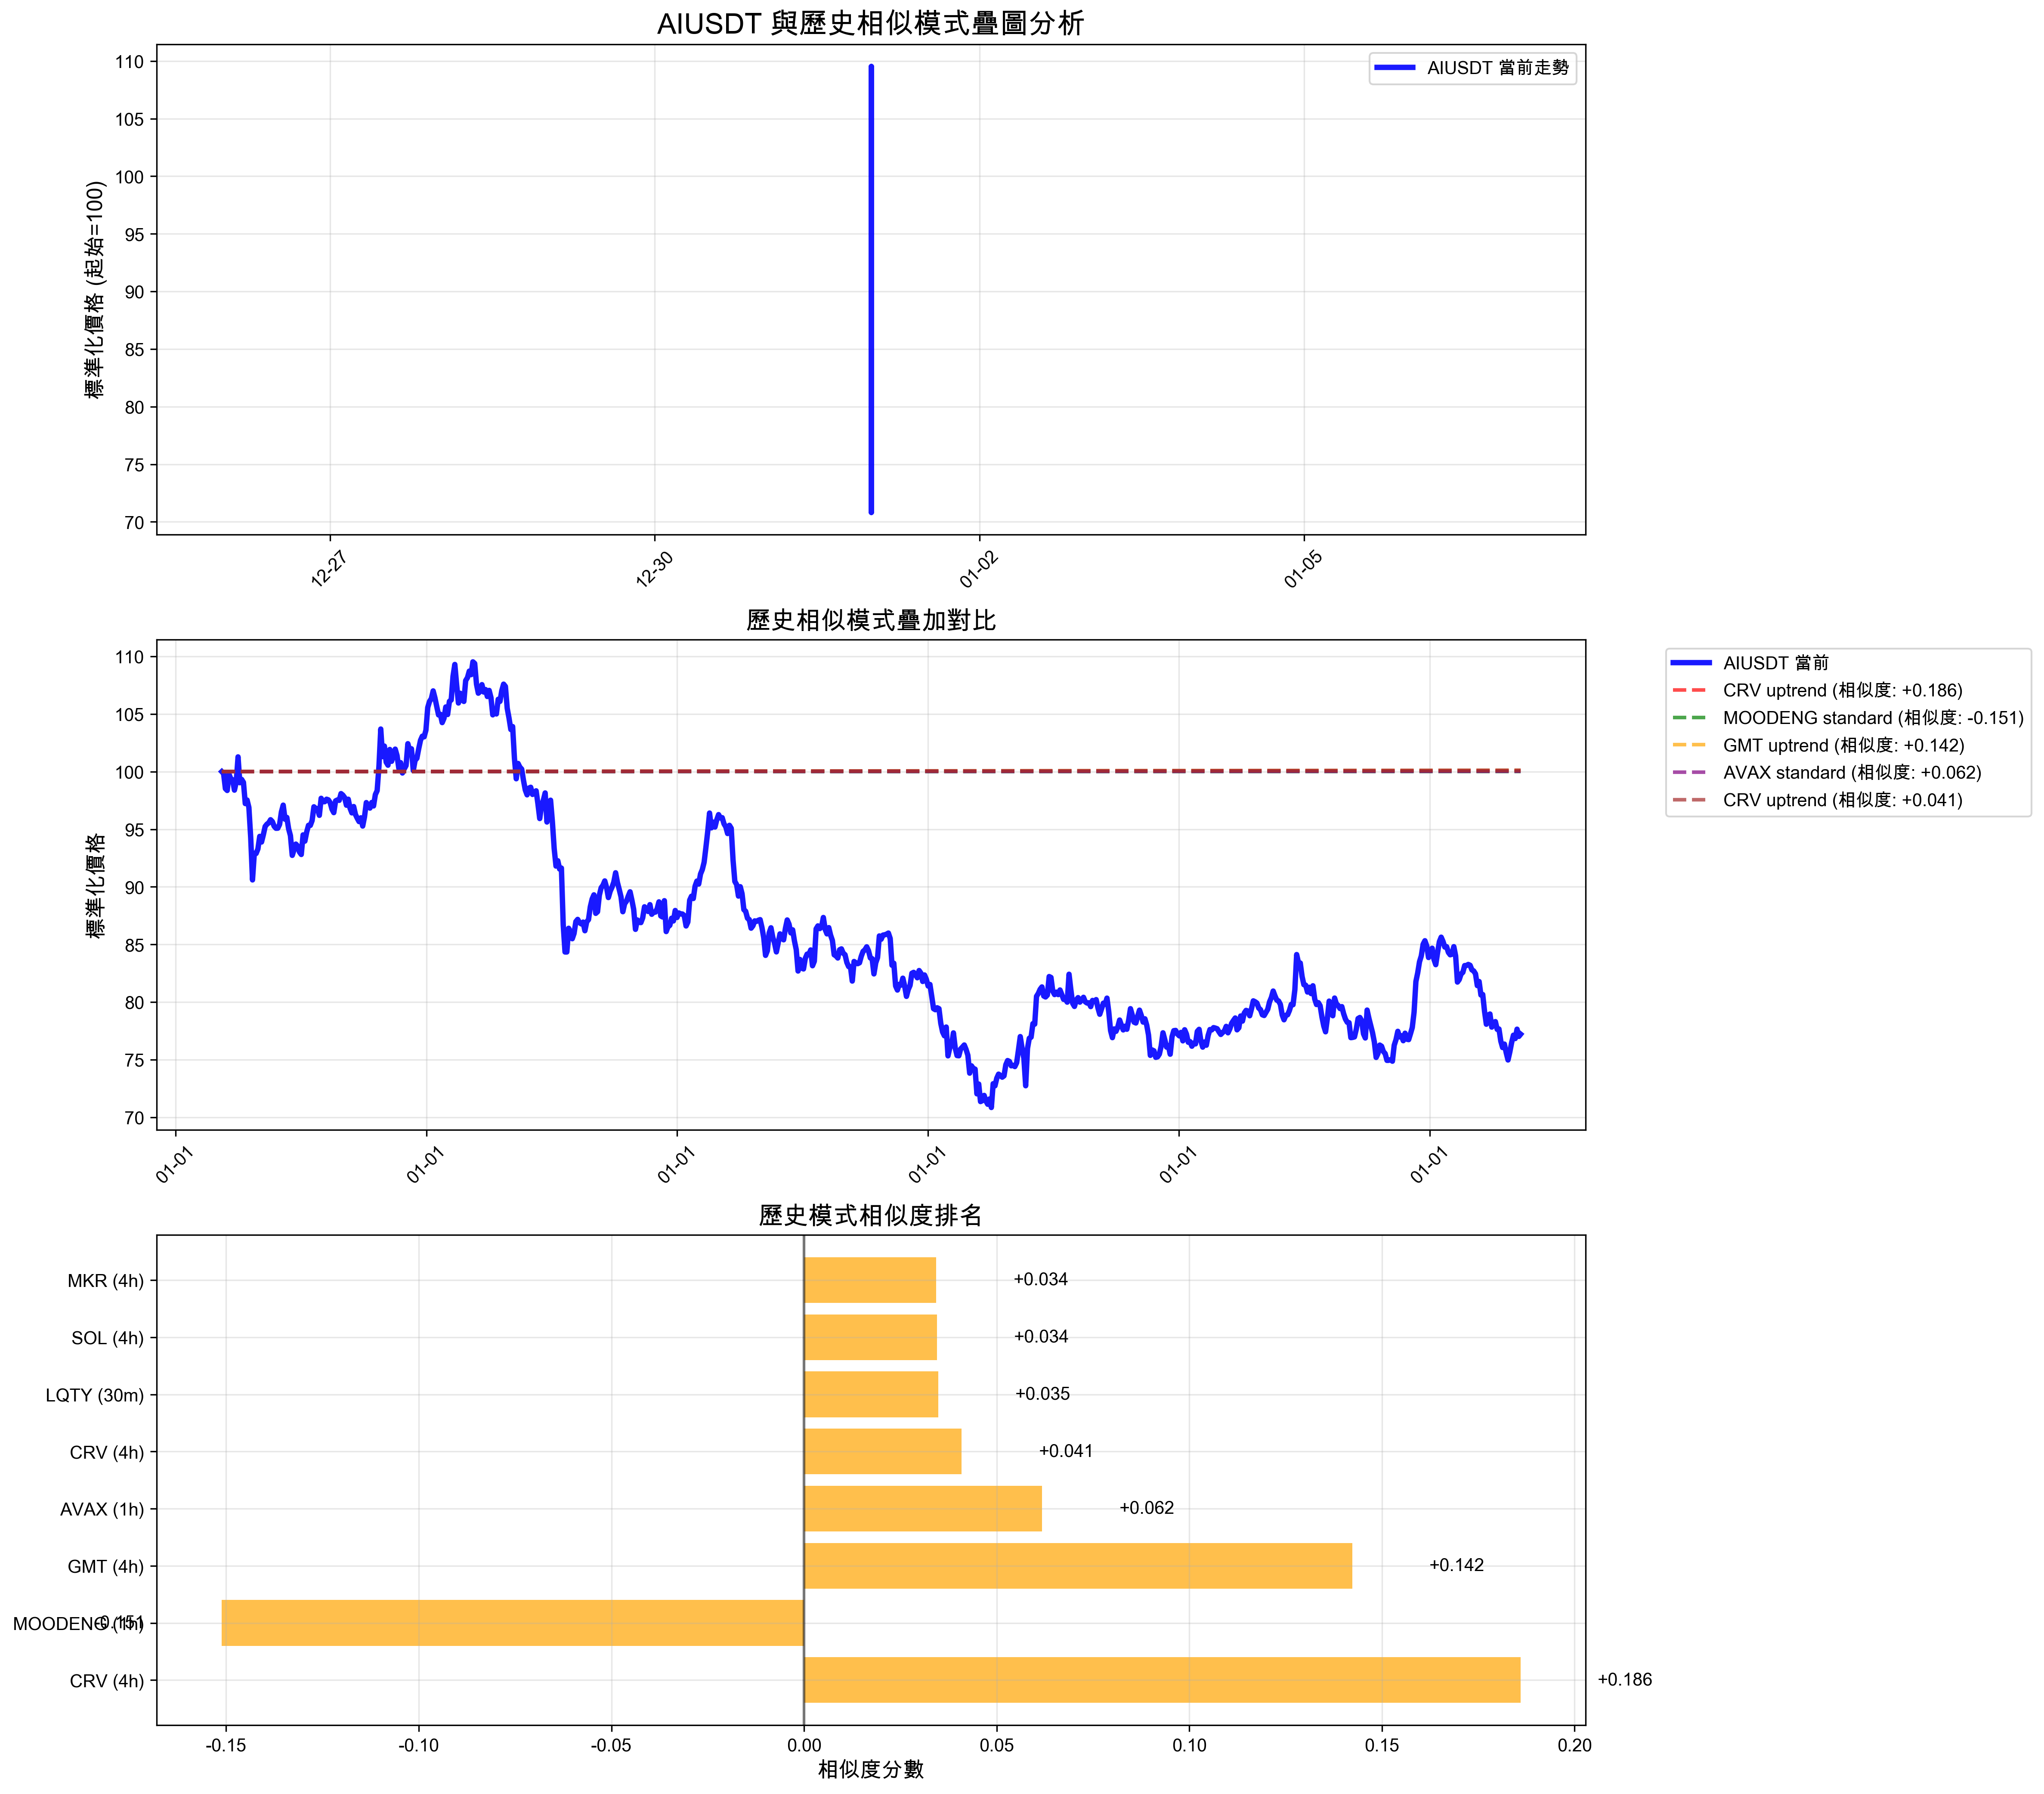 AIUSDT 與歷史相似模式疊圖分析
AIUSDT 當前走勢
標準化價格 (起始=100)
110
105
100
95
90
85
80
75
70
12-27
12-30
01-02
01-05
歷史相似模式疊加對比
AIUSDT 當前
CRV uptrend (相似度: +0.186)
MOODENG standard (相似度: -0.151)
GMT uptrend (相似度: +0.142)
AVAX standard (相似度: +0.062)
CRV uptrend (相似度: +0.041)
標準化價格
110
105
100
95
90
85
80
75
70
01-01
01-01
01-01
01-01
01-01
01-01
歷史模式相似度排名
MKR (4h)
+0.034
SOL (4h)
+0.034
LQTY (30m)
+0.035
CRV (4h)
+0.041
AVAX (1h)
+0.062
GMT (4h)
+0.142
MOODENG (1h)
-0.151
CRV (4h)
+0.186
-0.15
-0.10
-0.05
0.00
0.05
0.10
0.15
0.20
相似度分數